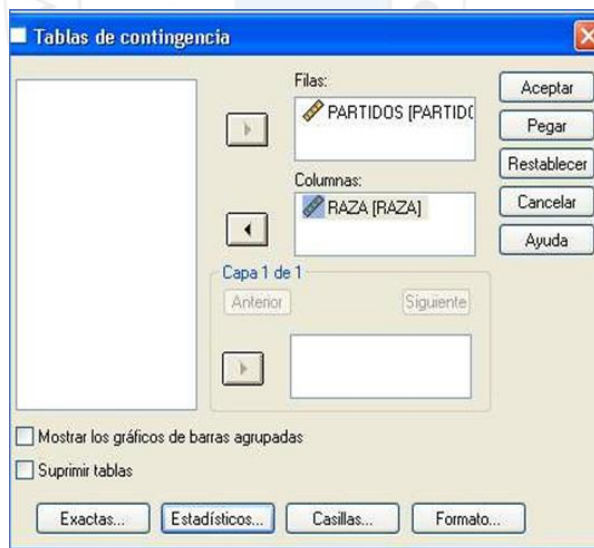 Tablas de contingencia
Filas:
PARTIDOS [PARTIDO
Columnas:
RAZA [RAZA]
Capa 1 de 1
Anterior
Siguiente
Aceptar
Pegar
Restablecer
Cancelar
Ayuda
Mostrar los gráficos de barras agrupadas
Suprimir tablas
Exactas...
Estadísticos...
Casillas...
Formato...